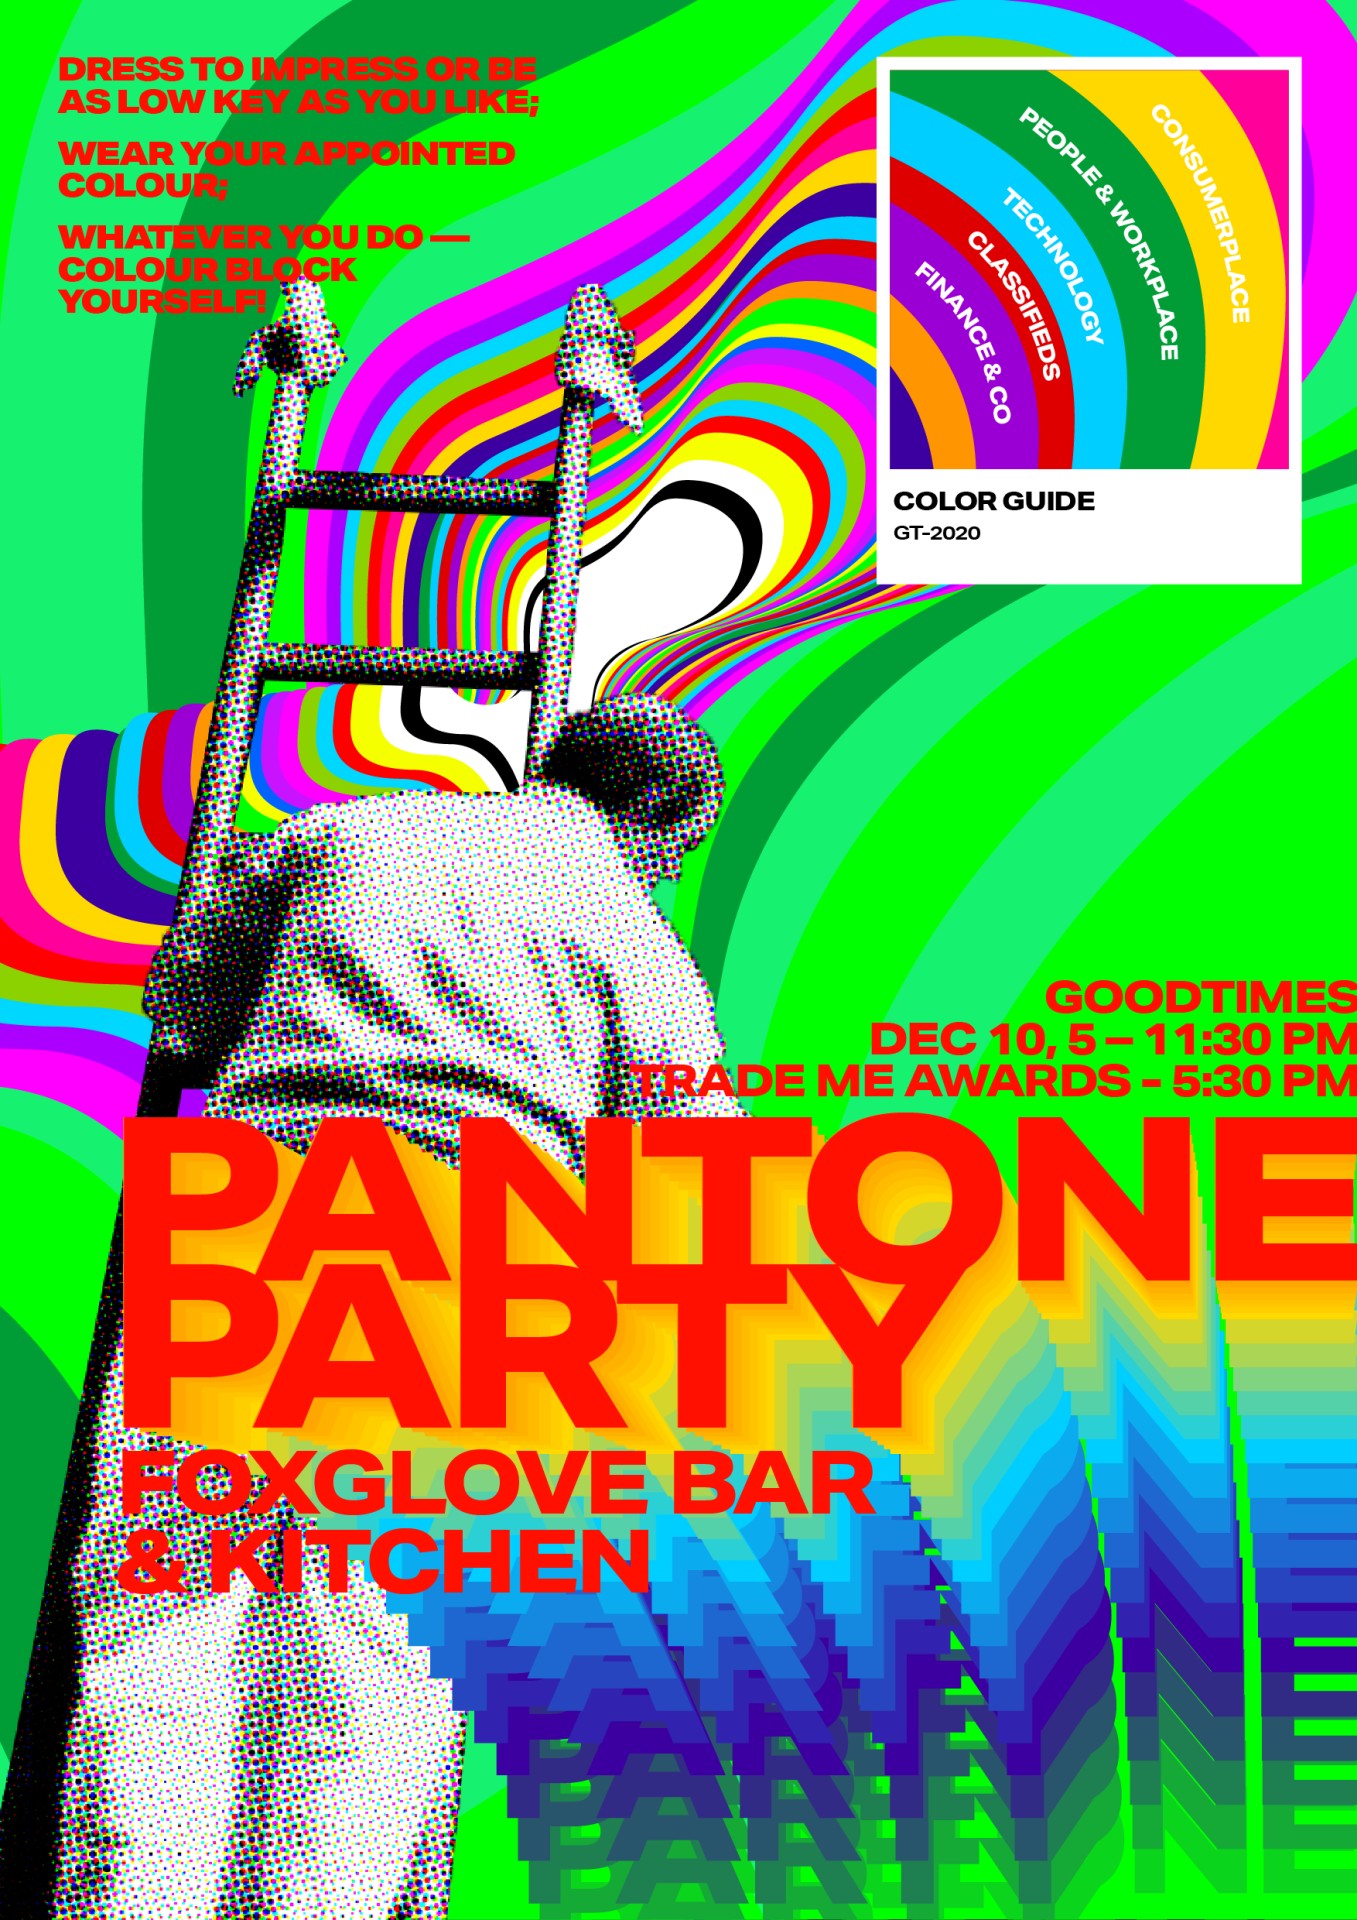 DRESS TO IMPRESS OR BE
AS LOW KEY AS YOU LIKE;
WEAR YOUR APPOINTED
COLOUR;
WHATEVER YOU DO —
COLOUR BLOCK
YOURSELF!
CONSUMERPLACE
PEOPLE & WORKPLACE
TECHNOLOGY
CLASSIFIEDS
FINANCE & CO
COLOR GUIDE
GT-2020
GOODTIMES
DEC 10, 5 – 11:30 PM
TRADE ME AWARDS - 5:30 PM
PANTONE
PARTY
FOXGLOVE BAR
& KITCHEN